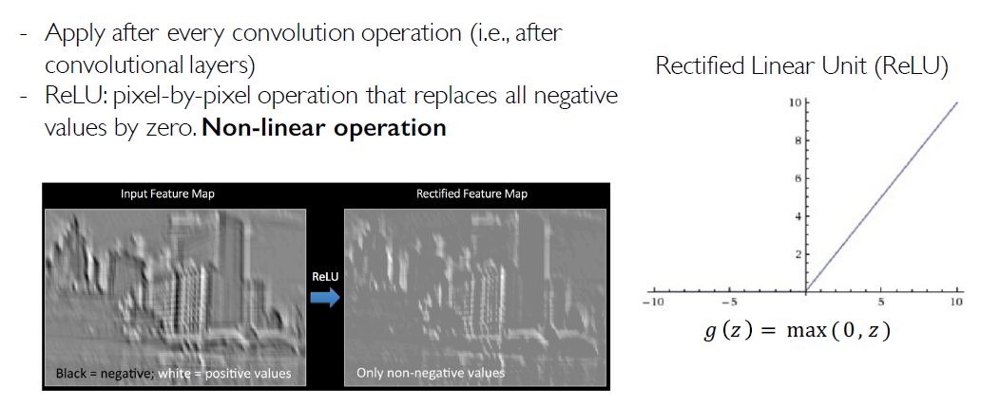 - Apply after every convolution operation (i.e., after
convolutional layers)
- ReLU: pixel-by-pixel operation that replaces all negative
values by zero. Non-linear operation
Input Feature Map
Rectified Feature Map
ReLU
Black = negative; white = positive values
Only non-negative values
Rectified Linear Unit (ReLU)
10
8
6
4
2
-10 -5 5 10
g (z) = max (0, z)